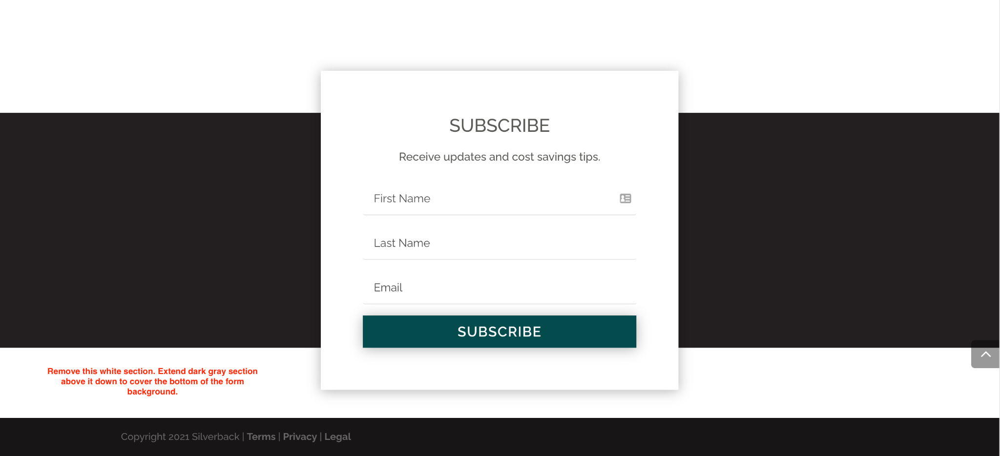 SUBSCRIBE
Receive updates and cost savings tips.
First Name
Last Name
Email
SUBSCRIBE
Remove this white section. Extend dark gray section
above it down to cover the bottom of the form
background.
Copyright 2021 Silverback | Terms | Privacy | Legal